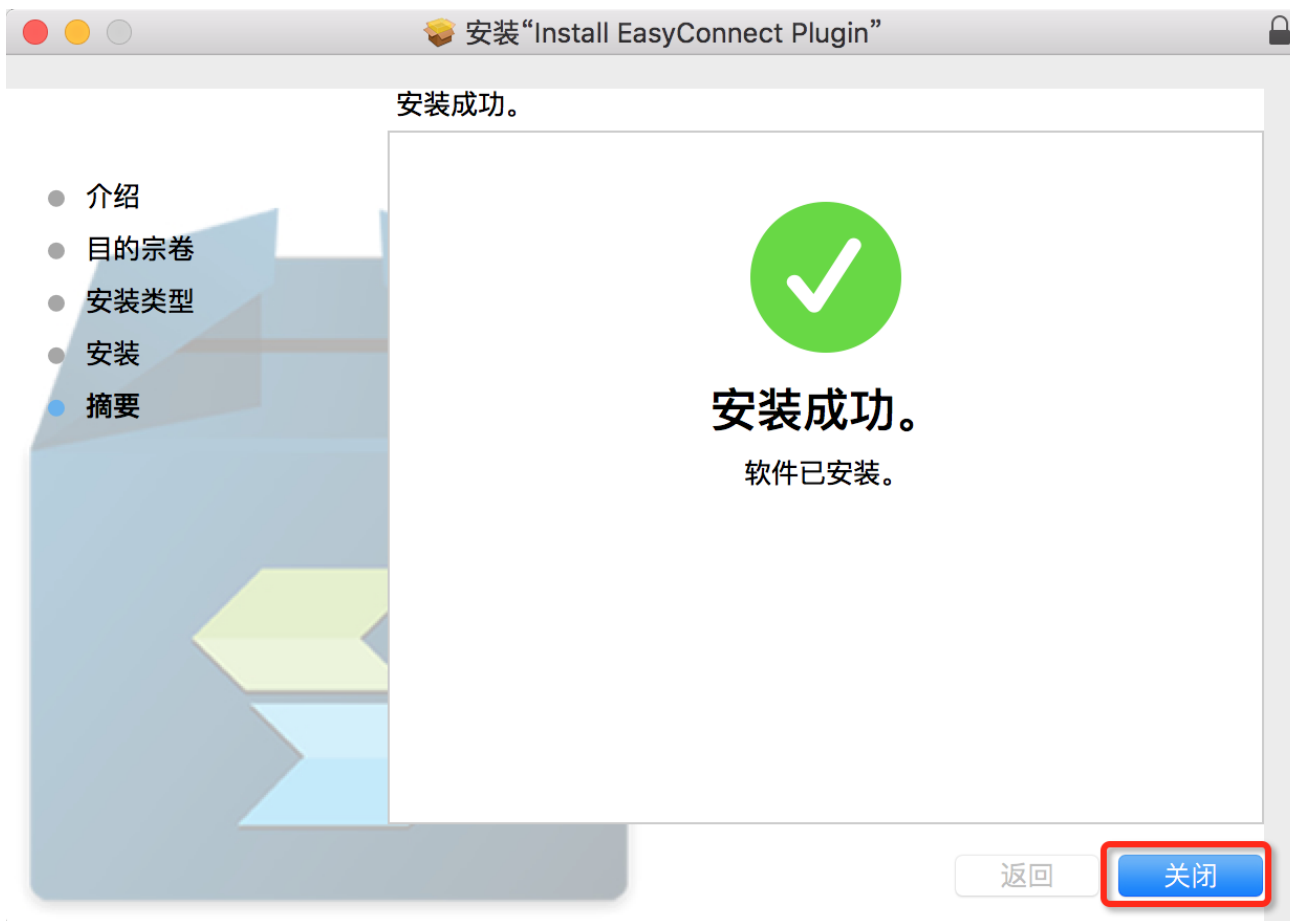 安装“Install EasyConnect Plugin”
安装成功。
介绍
目的宗卷
安装类型
安装
摘要
安装成功。
软件已安装。
返回
关闭